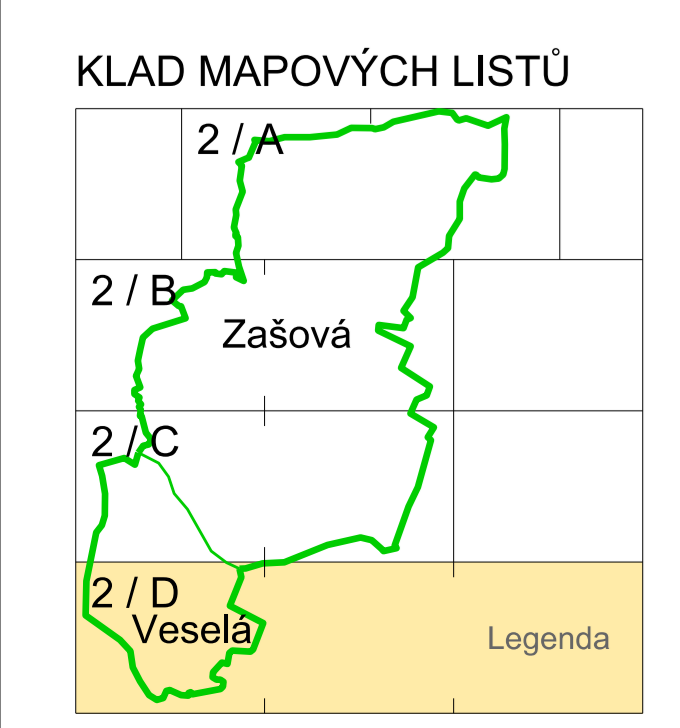 KLAD MAPOVÝCH LISTŮ
2 / A
2 / B
Zašová
2 / C
2 / D
Veselá
Legenda